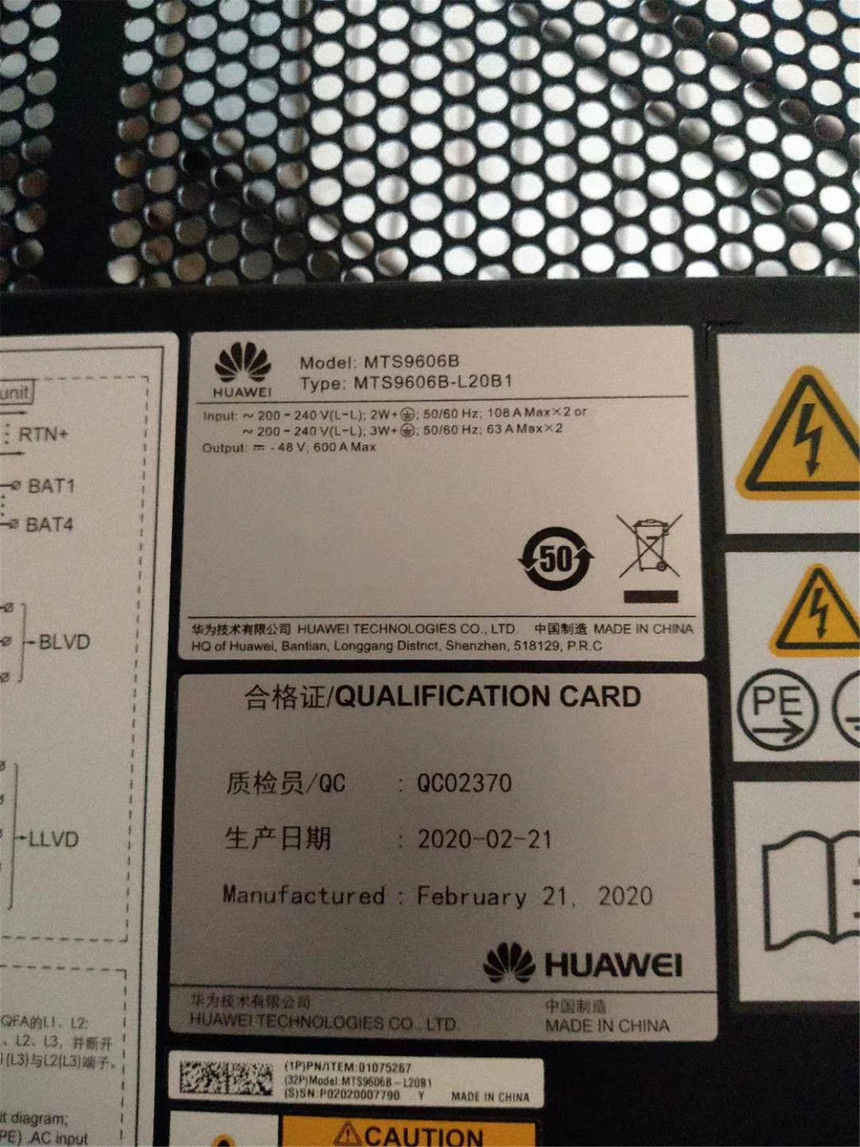 unit
RTN+
BAT1
BAT4
BLVD
LLVD
HUAWEI
Model: MTS9606B
Type: MTS9606B-L20B1
Input: ~ 200 - 240 V(L-L); 2W+; 50/60 Hz; 108 A Max×2 or
~ 200 - 240 V(L-L); 3W+; 50/60 Hz; 63 A Max×2
Output: ⎓ - 48 V; 600 A Max
50
华为技术有限公司 HUAWEI TECHNOLOGIES CO., LTD. 中国制造 MADE IN CHINA
HQ of Huawei, Bantian, Longgang District, Shenzhen, 518129, P.R.C
合格证/QUALIFICATION CARD
质检员/QC : QC02370
生产日期 : 2020-02-21
Manufactured : February 21, 2020
HUAWEI
华为技术有限公司 中国制造
HUAWEI TECHNOLOGIES CO., LTD. MADE IN CHINA
PE
QFA的L1、L2:
、L2、L3，并断开
(L3)与L2(L3)端子。
lt diagram;
PE) .AC input
(1P)PN/ITEM:01075267
(32P)Model:MTS9606B-L20B1
(S)SN:P02020007790 Y MADE IN CHINA
CAUTION